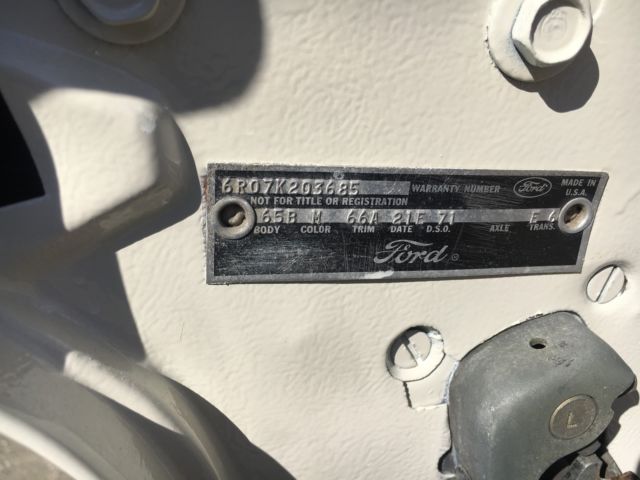 6R07K203685 WARRANTY NUMBER Ford MADE IN U.S.A.
NOT FOR TITLE OR REGISTRATION
65B M 66A 21E 71 E 6
BODY COLOR TRIM DATE D.S.O. AXLE TRANS.
Ford ®
L